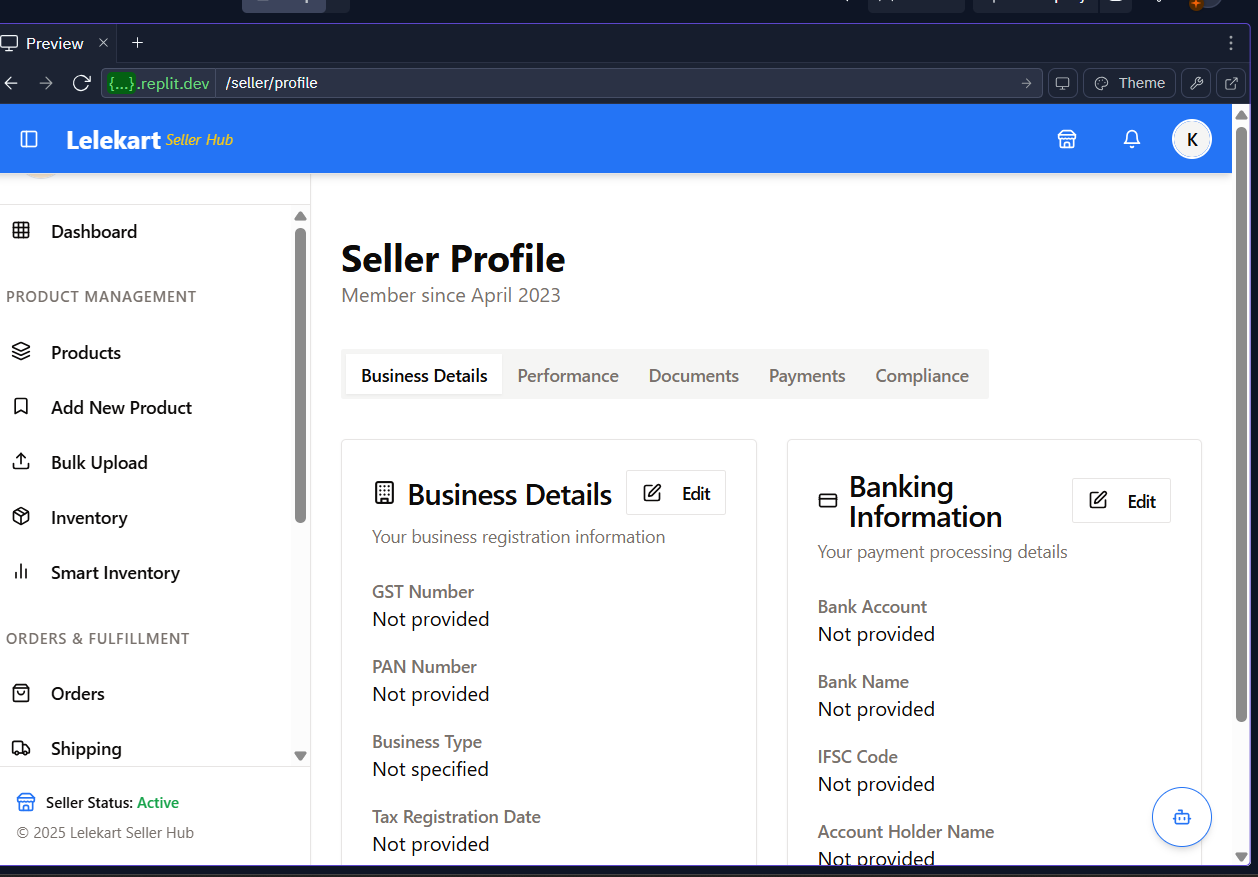 Preview
{...}.replit.dev /seller/profile
Theme
Lelekart Seller Hub
K
Dashboard
PRODUCT MANAGEMENT
Products
Add New Product
Bulk Upload
Inventory
Smart Inventory
ORDERS & FULFILLMENT
Orders
Shipping
Seller Status: Active
© 2025 Lelekart Seller Hub
Seller Profile
Member since April 2023
Business Details Performance Documents Payments Compliance
Business Details
Edit
Your business registration information
GST Number
Not provided
PAN Number
Not provided
Business Type
Not specified
Tax Registration Date
Not provided
Banking
Information
Edit
Your payment processing details
Bank Account
Not provided
Bank Name
Not provided
IFSC Code
Not provided
Account Holder Name
Not provided